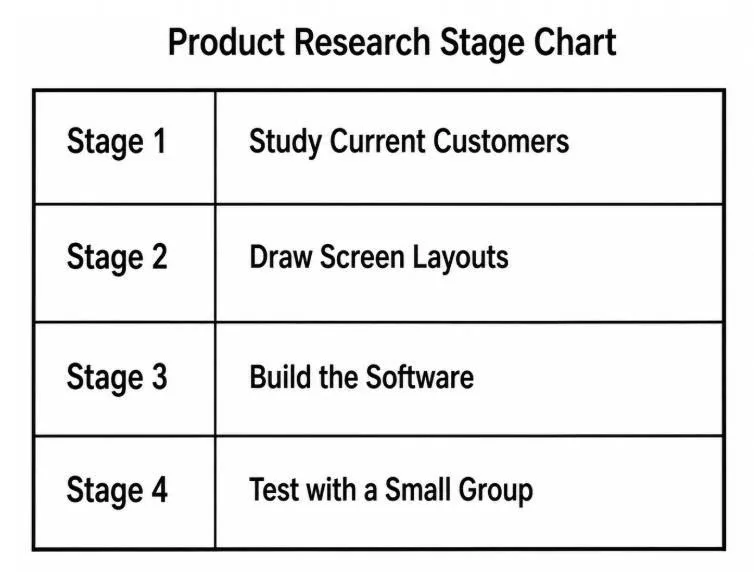 Product Research Stage Chart
Stage 1 Study Current Customers
Stage 2 Draw Screen Layouts
Stage 3 Build the Software
Stage 4 Test with a Small Group